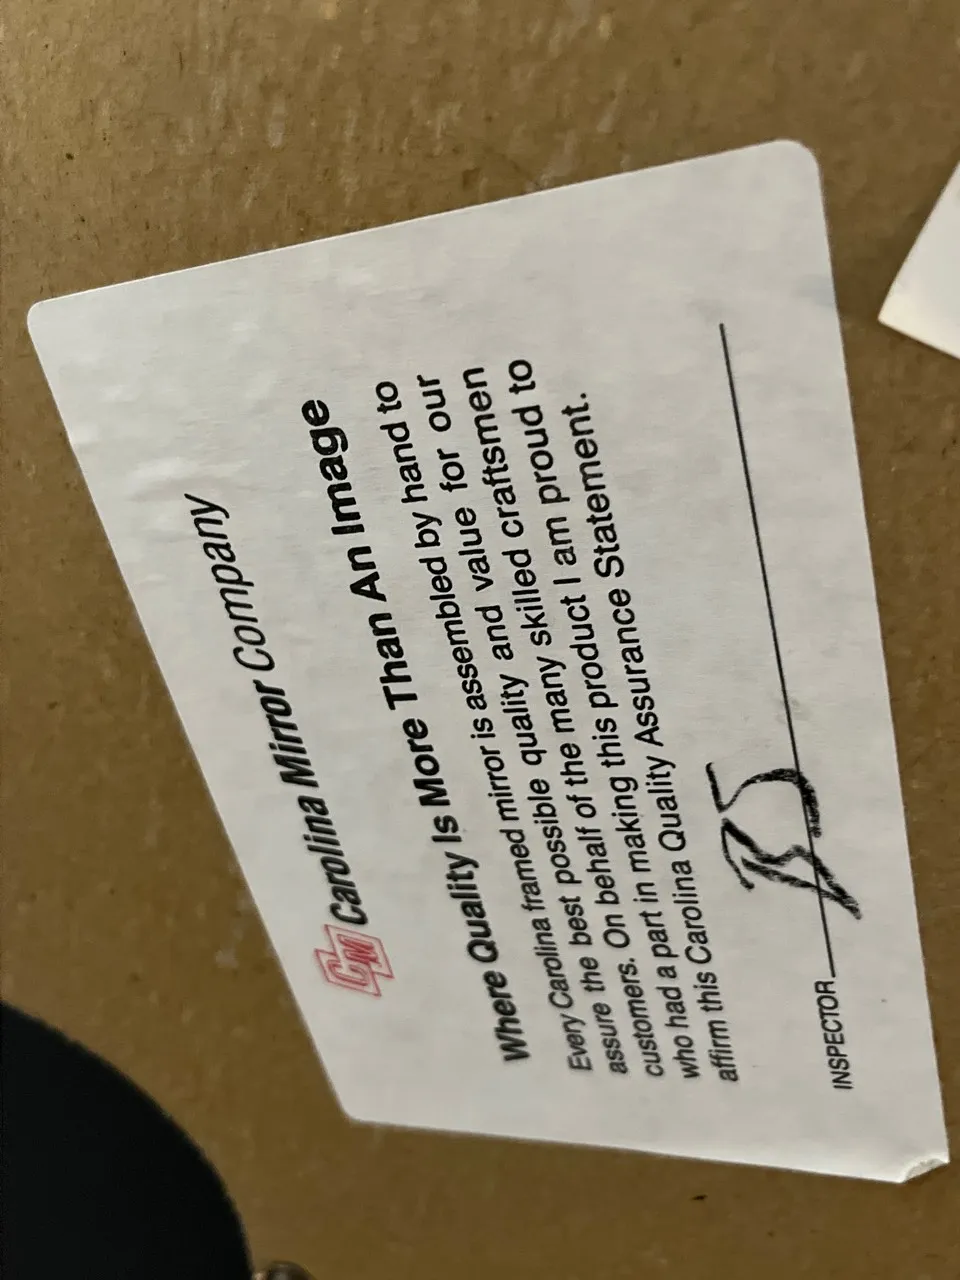 CM Carolina Mirror Company
Where Quality Is More Than An Image
Every Carolina framed mirror is assembled by hand to
assure the best possible quality and value for our
customers. On behalf of the many skilled craftsmen
who had a part in making this product I am proud to
affirm this Carolina Quality Assurance Statement.
INSPECTOR